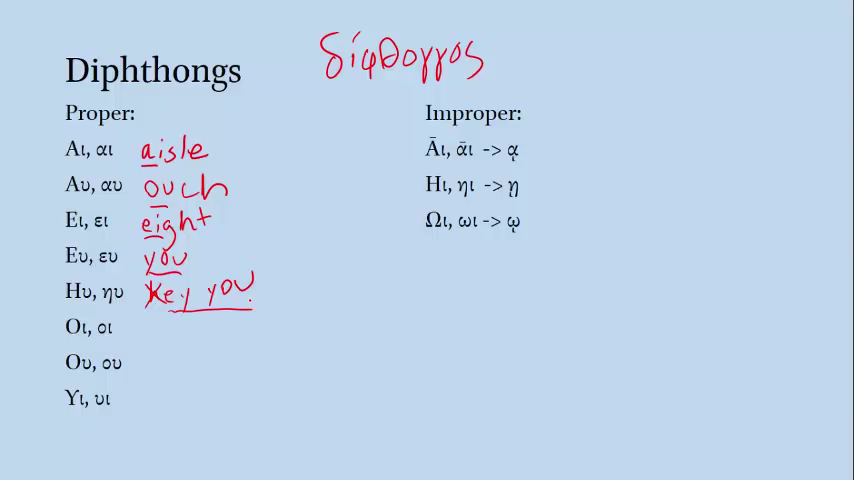 δίφθογγος
Diphthongs
Proper:
Αι, αι aisle
Αυ, αυ ouch
Ει, ει eight
Ευ, ευ you
Ηυ, ηυ key you
Οι, οι
Ου, ου
Υι, υι
Improper:
Ᾱι, ᾱι -> ᾳ
Ηι, ηι -> ῃ
Ωι, ωι -> ῳ